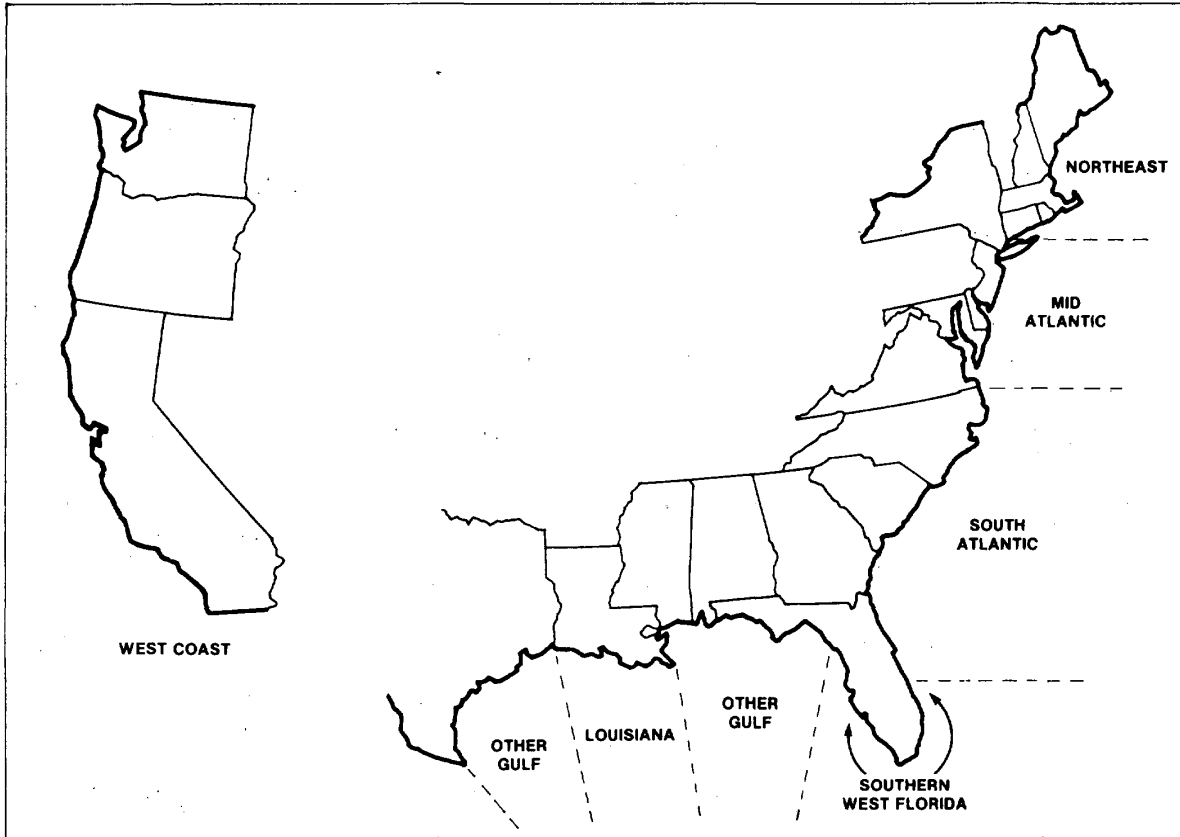 NORTHEAST
MID
ATLANTIC
SOUTH
ATLANTIC
WEST COAST
OTHER
GULF
LOUISIANA
OTHER
GULF
SOUTHERN
WEST FLORIDA